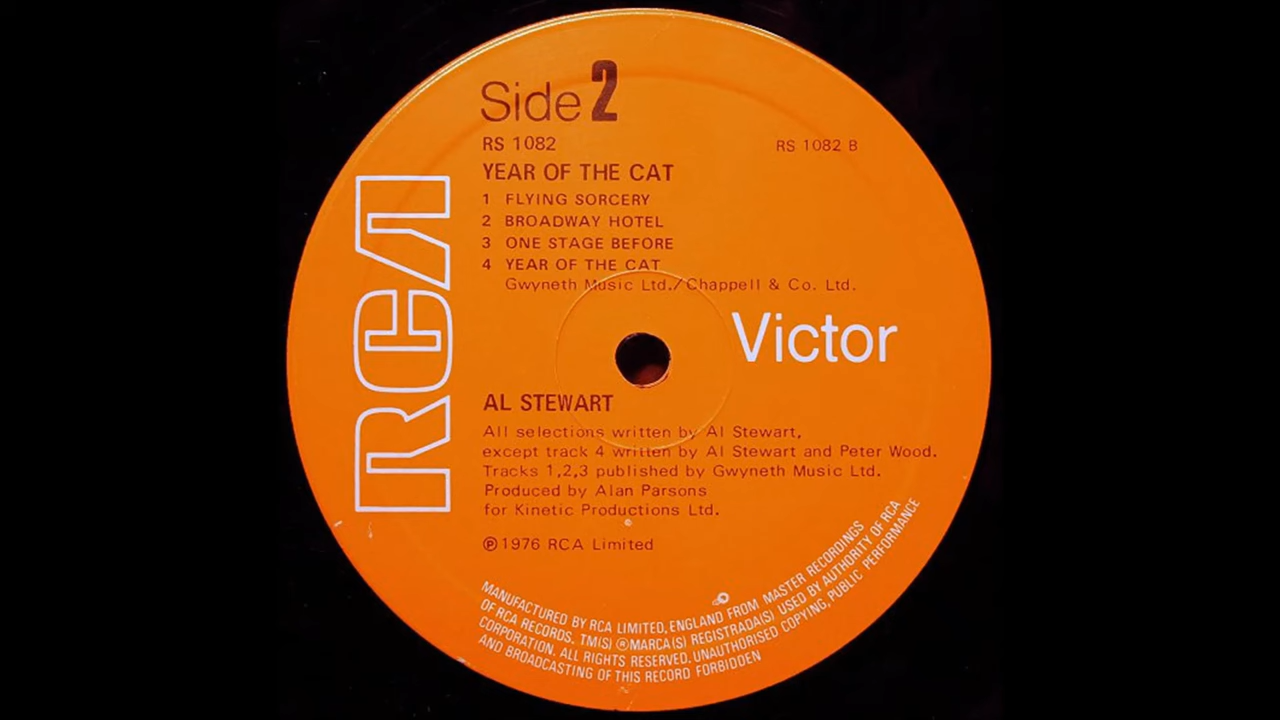 Side 2
RS 1082
RS 1082 B
YEAR OF THE CAT
1 FLYING SORCERY
2 BROADWAY HOTEL
3 ONE STAGE BEFORE
4 YEAR OF THE CAT
Gwyneth Music Ltd./Chappell & Co. Ltd.
RCA
Victor
AL STEWART
All selections written by Al Stewart,
except track 4 written by Al Stewart and Peter Wood.
Tracks 1,2,3 published by Gwyneth Music Ltd.
Produced by Alan Parsons
for Kinetic Productions Ltd.
℗1976 RCA Limited
MANUFACTURED BY RCA LIMITED, ENGLAND FROM MASTER RECORDINGS
OF RCA RECORDS. TM(S) ®MARCA(S) REGISTRADA(S) USED BY AUTHORITY OF RCA
CORPORATION. ALL RIGHTS RESERVED. UNAUTHORISED COPYING, PUBLIC PERFORMANCE
AND BROADCASTING OF THIS RECORD FORBIDDEN